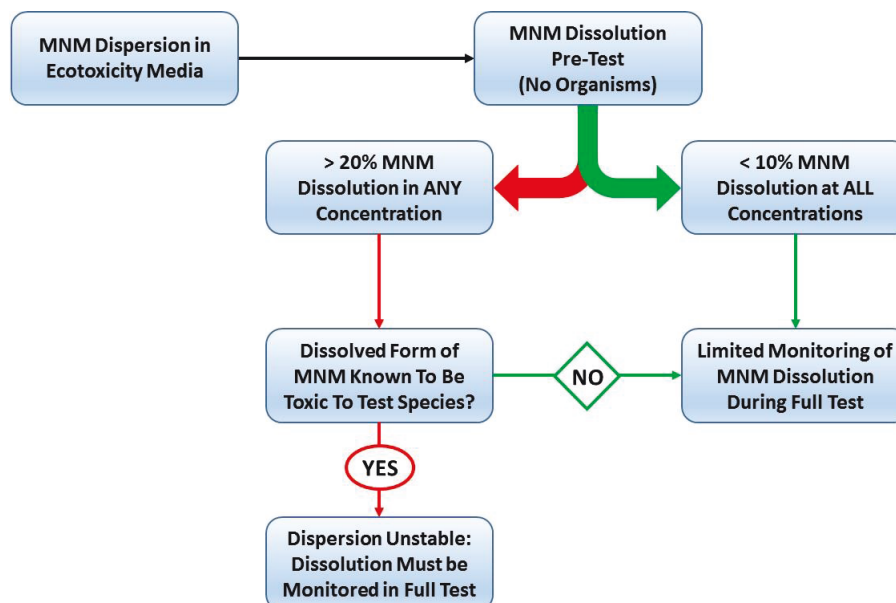 MNM Dispersion in
Ecotoxicity Media
MNM Dissolution
Pre-Test
(No Organisms)
> 20% MNM
Dissolution in ANY
Concentration
< 10% MNM
Dissolution at ALL
Concentrations
Dissolved Form of
MNM Known To Be
Toxic To Test Species?
NO
Limited Monitoring of
MNM Dissolution
During Full Test
YES
Dispersion Unstable:
Dissolution Must be
Monitored in Full Test